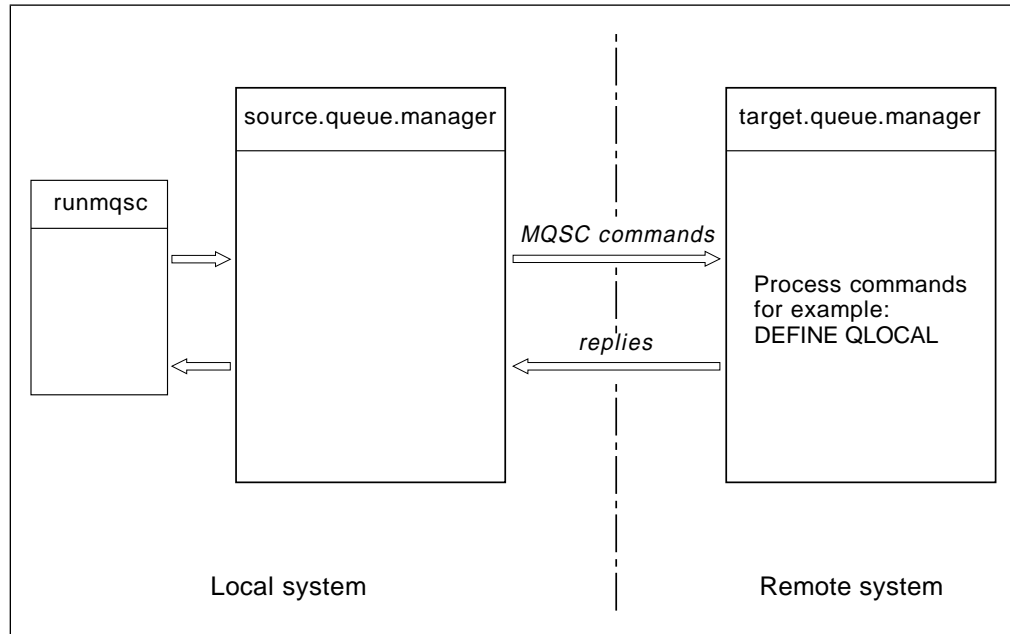 source.queue.manager
target.queue.manager
runmqsc
MQSC commands
Process commands
for example:
DEFINE QLOCAL
replies
Local system
Remote system